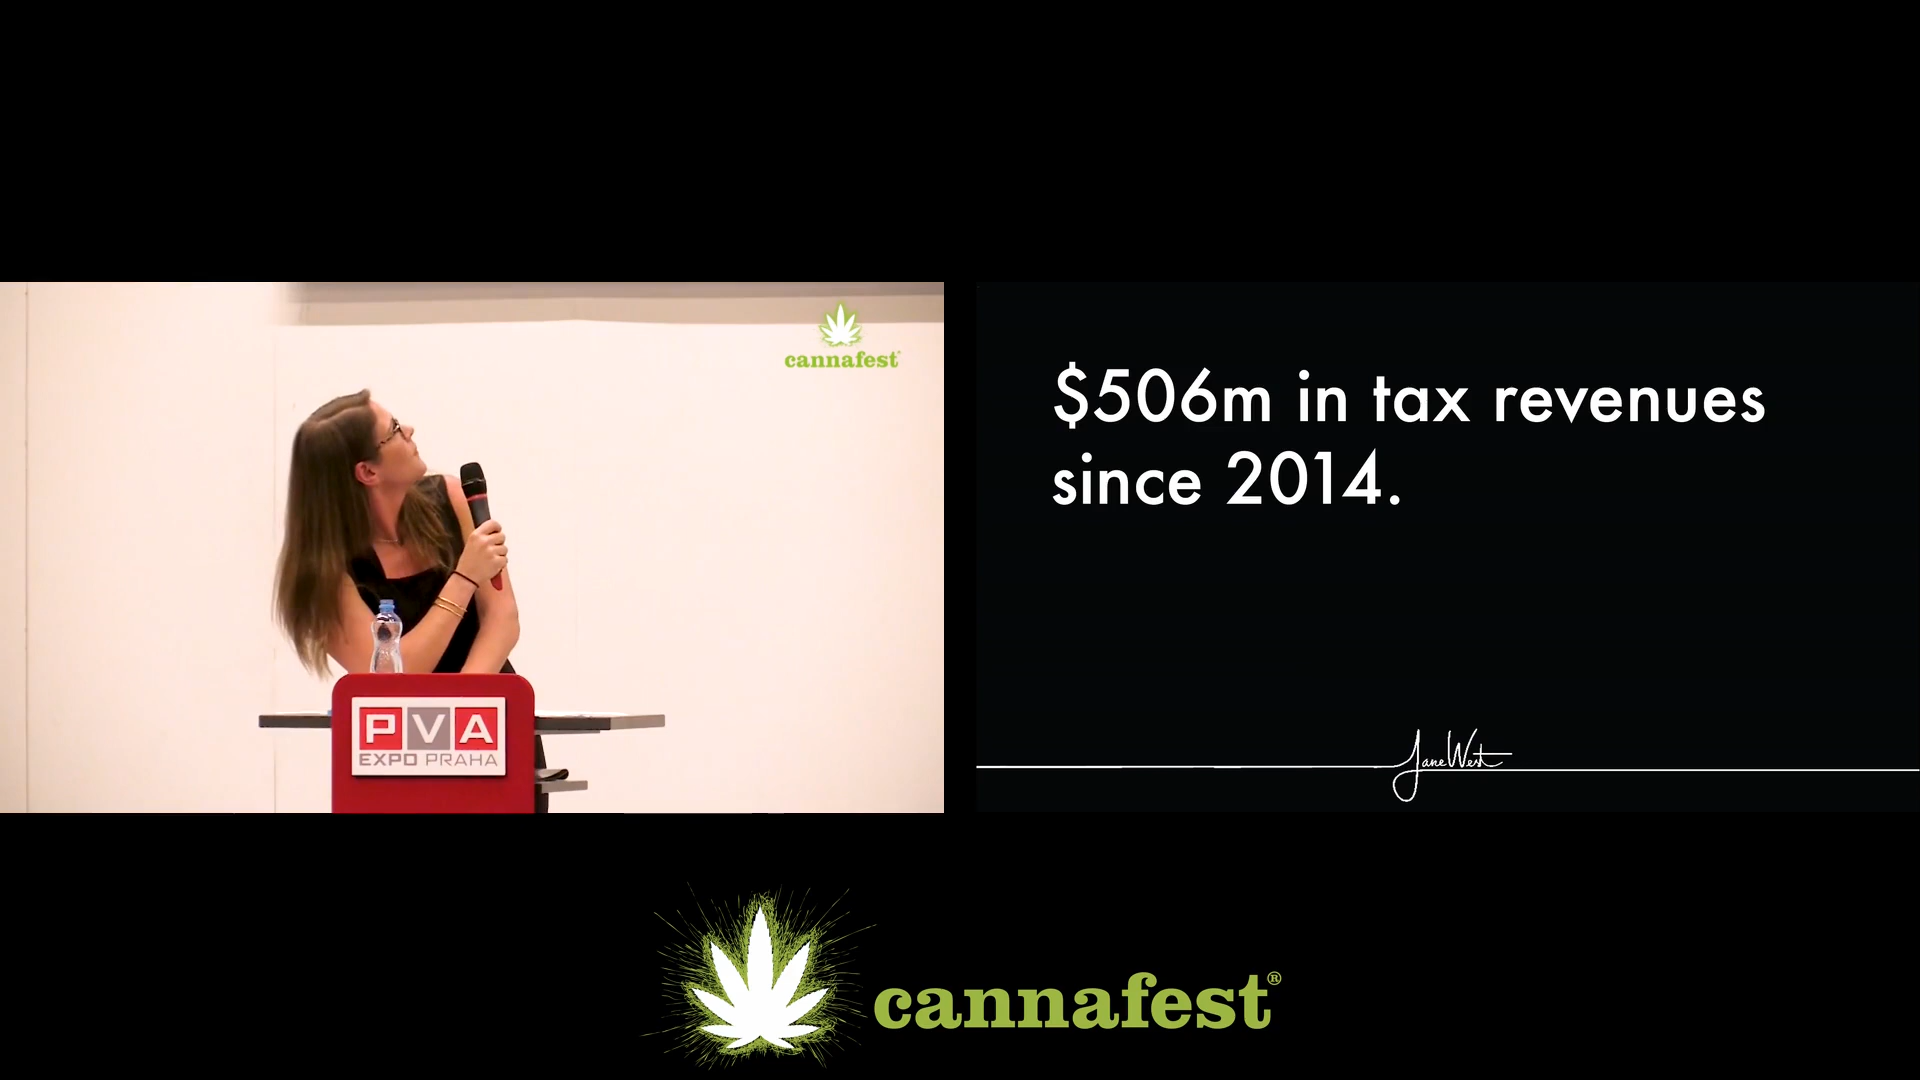 cannafest
PVA
EXPO PRAHA
$506m in tax revenues
since 2014.
Jane West
cannafest®